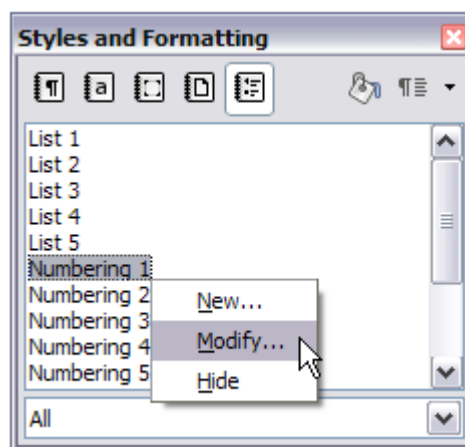 Styles and Formatting
List 1
List 2
List 3
List 4
List 5
Numbering 1
Numbering 2
Numbering 3
Numbering 4
Numbering 5
New...
Modify...
Hide
All